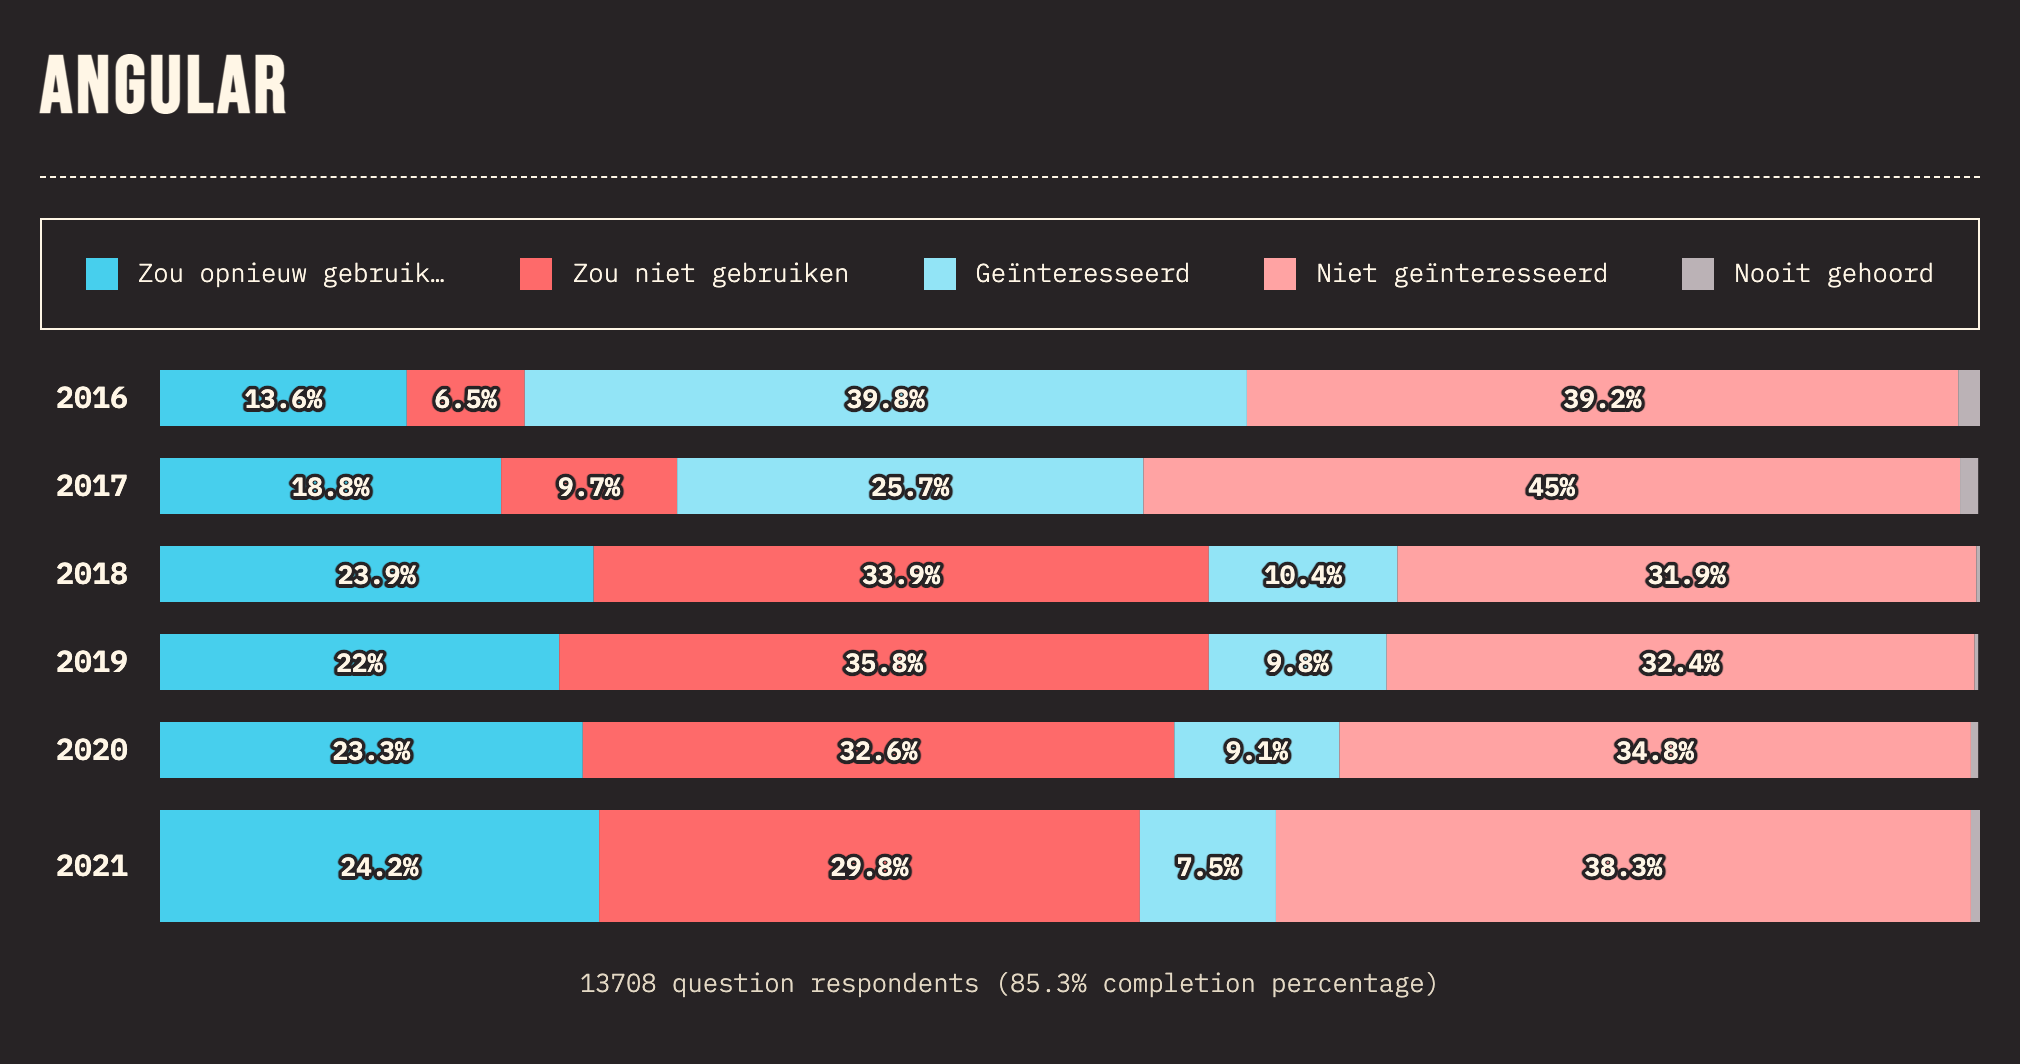 ANGULAR
Zou opnieuw gebruik… Zou niet gebruiken Geïnteresseerd Niet geïnteresseerd Nooit gehoord
2016 13.6% 6.5% 39.8% 39.2%
2017 18.8% 9.7% 25.7% 45%
2018 23.9% 33.9% 10.4% 31.9%
2019 22% 35.8% 9.8% 32.4%
2020 23.3% 32.6% 9.1% 34.8%
2021 24.2% 29.8% 7.5% 38.3%
13708 question respondents (85.3% completion percentage)